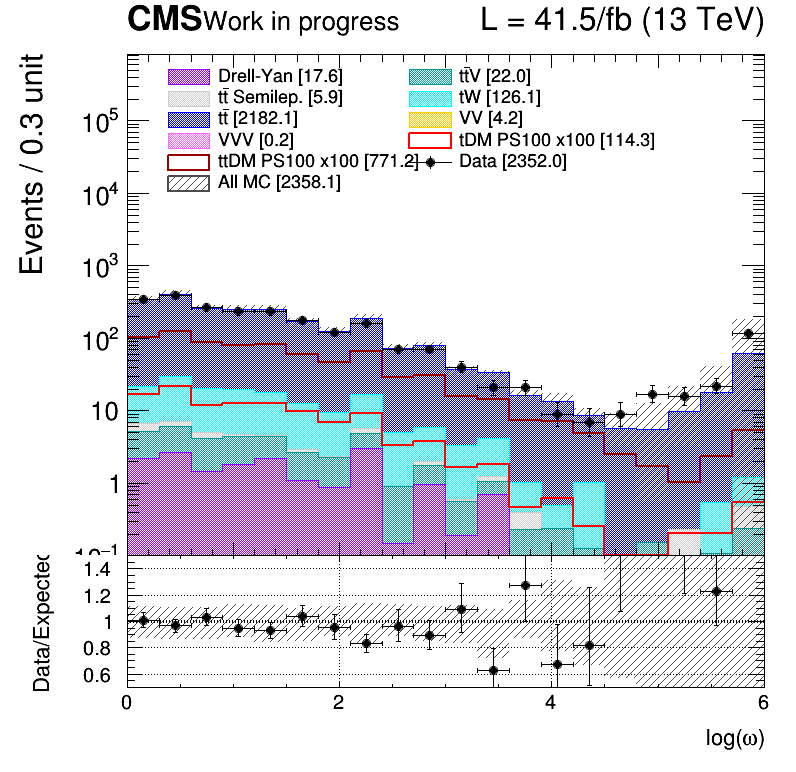 CMS Work in progress L = 41.5/fb (13 TeV)
Events / 0.3 unit
Drell-Yan [17.6] tt̄V [22.0]
tt̄ Semilep. [5.9] tW [126.1]
tt̄ [2182.1] VV [4.2]
VVV [0.2] tDM PS100 x100 [114.3]
ttDM PS100 x100 [771.2] Data [2352.0]
All MC [2358.1]
10⁵
10⁴
10³
10²
10
1
10⁻¹
Data/Expected
1.4
1.2
1
0.8
0.6
0 2 4 6
log(ω)